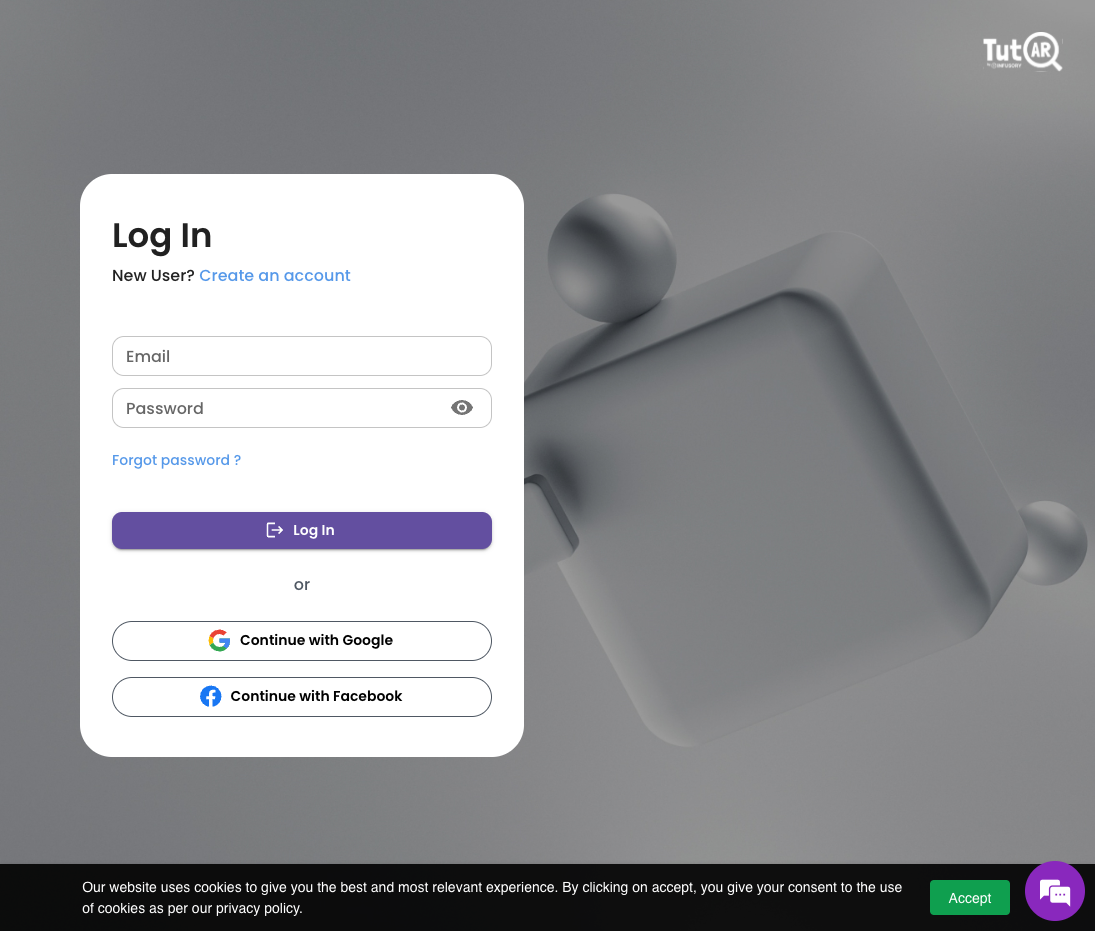 TutAR
by INFUSORY
Log In
New User? Create an account
Email
Password
Forgot password ?
Log In
or
Continue with Google
Continue with Facebook
Our website uses cookies to give you the best and most relevant experience. By clicking on accept, you give your consent to the use
of cookies as per our privacy policy.
Accept